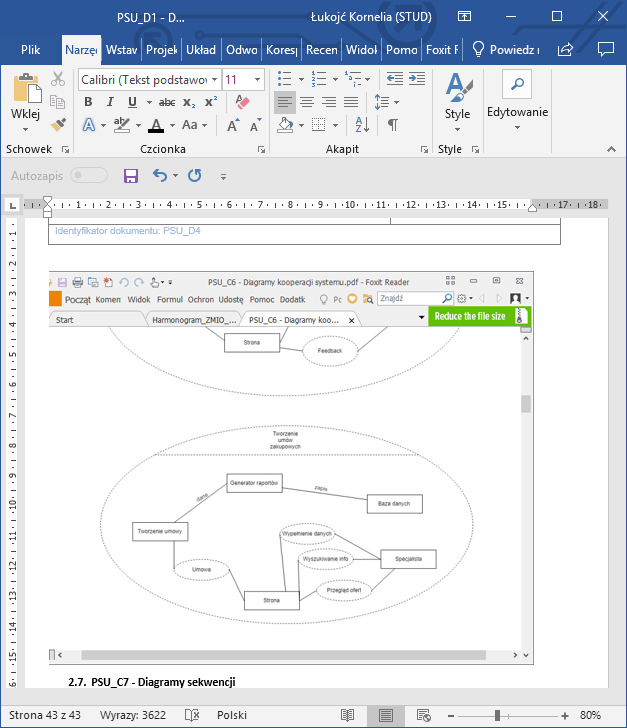 PSU_D1 - D...
Łukojć Kornelia (STUD)
Plik
Narzę
Wstaw
Projek
Układ
Odwo
Koresp
Recen
Widok
Pomo
Foxit F
Powiedz
Calibri (Tekst podstawow
11
Wklej
Style
Edytowanie
B I U abc x₂ x²
A A Aa A A
Schowek
Czcionka
Akapit
Style
Autozapis
1 1 2 3 4 5 6 7 8 9 10 11 12 13 14 15 17 18
Identyfikator dokumentu: PSU_D4
PSU_C6 - Diagramy kooperacji systemu.pdf - Foxit Reader
Począt Komen Widok Formul Ochron Udostę Pomoc Dodatk
Pc
Znajdź
Start
Harmonogram_ZMIO_...
PSU_C6 - Diagramy koo...
Reduce the file size
Strona
Feedback
Tworzenie
umów
zakupowych
Generator raportów
dane
zapis
Baza danych
Tworzenie umowy
Wypełnienie danych
Wyszukiwanie info
Specjalista
Umowa
Przegląd ofert
Strona
2.7. PSU_C7 - Diagramy sekwencji
Strona 43 z 43
Wyrazy: 3622
Polski
80%